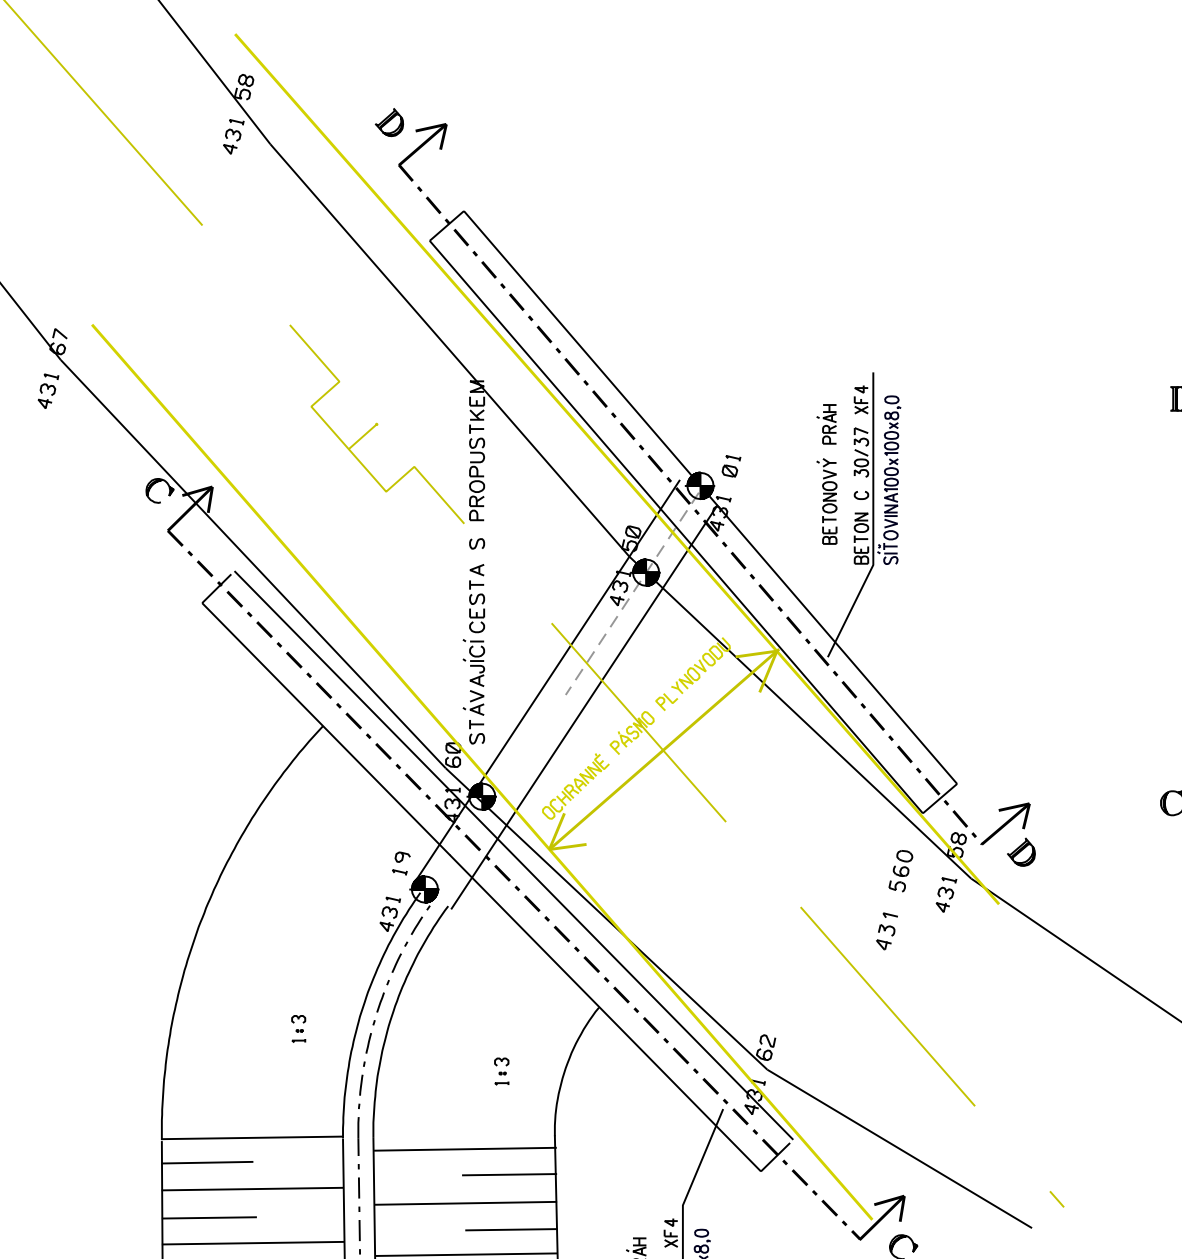 431 58
D
431 67
D
STÁVAJÍCÍ CESTA S PROPUSTKEM
BETONOVÝ PRÁH
BETON C 30/37 XF4
SÍŤOVINA100x100x8,0
C
431 01
431 50
OCHRANNÉ PÁSMO PLYNOVODU
431 60
C
431 19
431 560
431 58
D
1:3
1:3
431 62
XF4
C